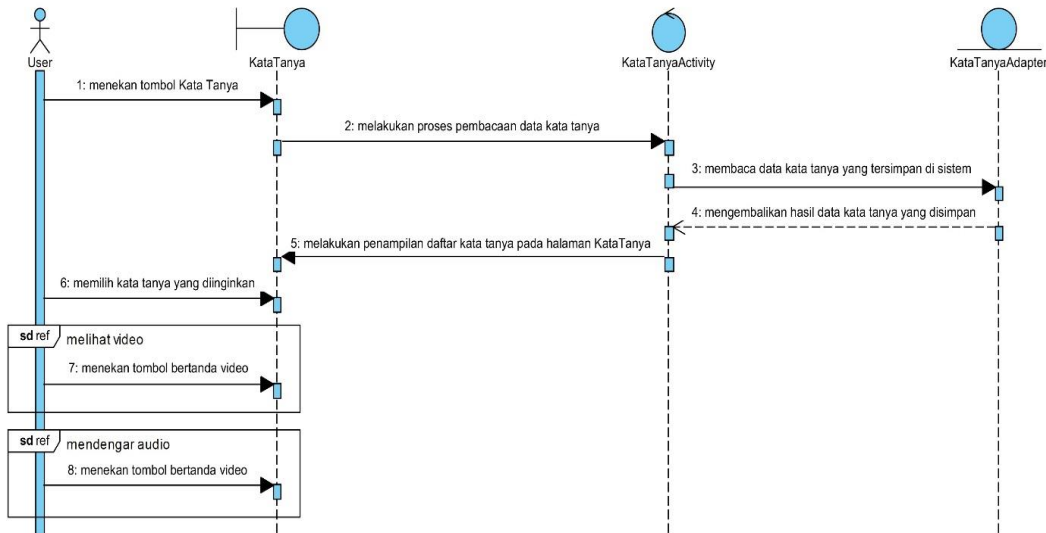 User
KataTanya
KataTanyaActivity
KataTanyaAdapter
1: menekan tombol Kata Tanya
2: melakukan proses pembacaan data kata tanya
3: membaca data kata tanya yang tersimpan di sistem
4: mengembalikan hasil data kata tanya yang disimpan
5: melakukan penampilan daftar kata tanya pada halaman KataTanya
6: memilih kata tanya yang diinginkan
sd ref melihat video
7: menekan tombol bertanda video
sd ref mendengar audio
8: menekan tombol bertanda video